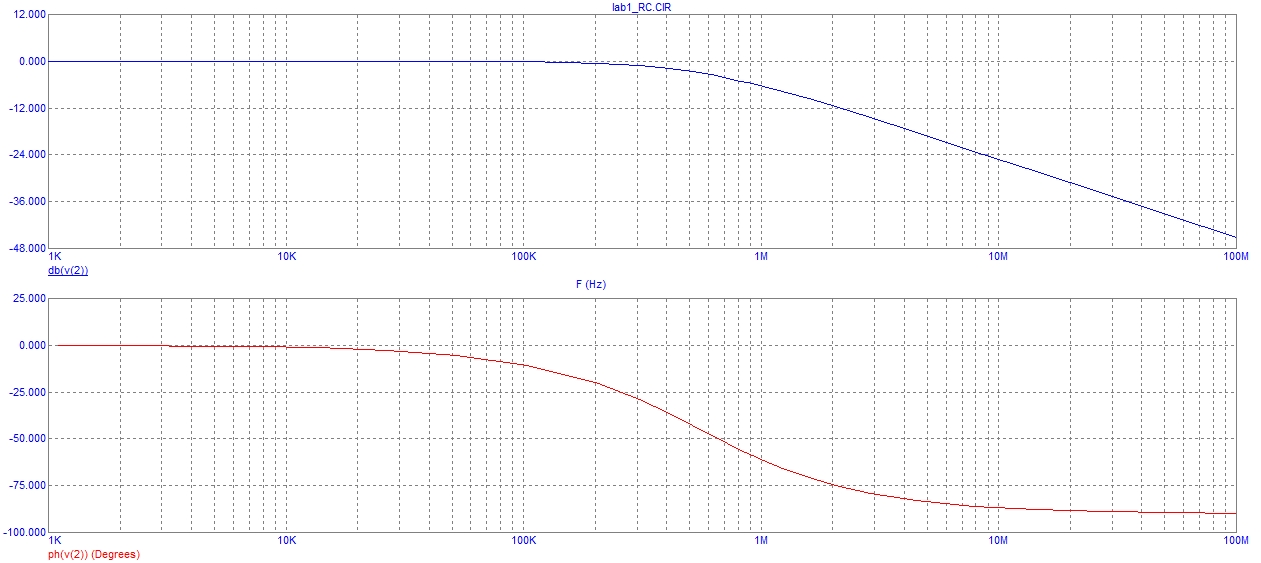 lab1_RC.CIR
12.000
0.000
-12.000
-24.000
-36.000
-48.000
1K 10K 100K 1M 10M 100M
db(v(2))
F (Hz)
25.000
0.000
-25.000
-50.000
-75.000
-100.000
1K 10K 100K 1M 10M 100M
ph(v(2)) (Degrees)